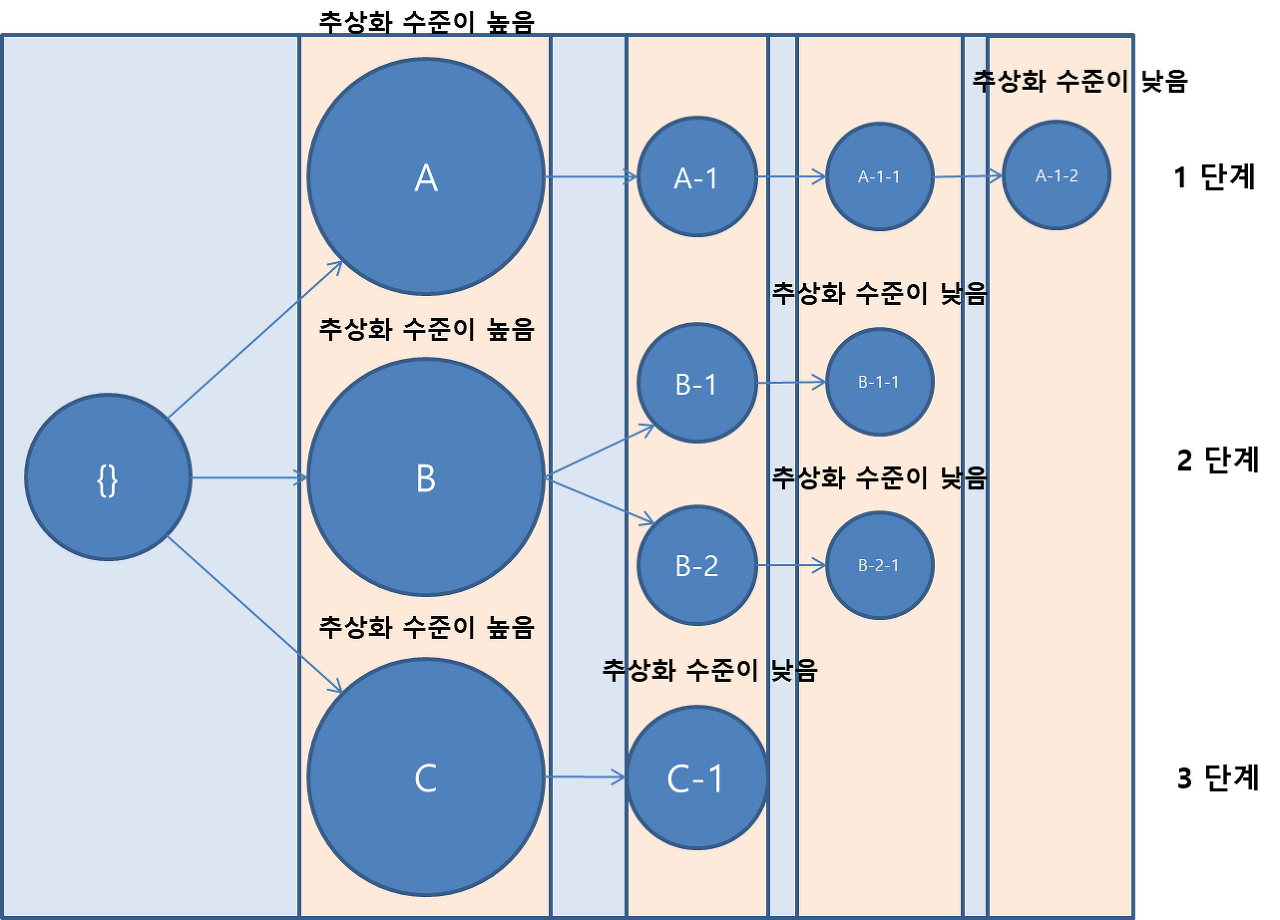 추상화 수준이 높음
추상화 수준이 낮음
A
A-1
A-1-1
A-1-2
1 단계
추상화 수준이 낮음
추상화 수준이 높음
B-1
B-1-1
{}
B
2 단계
추상화 수준이 낮음
B-2
B-2-1
추상화 수준이 높음
추상화 수준이 낮음
C
C-1
3 단계